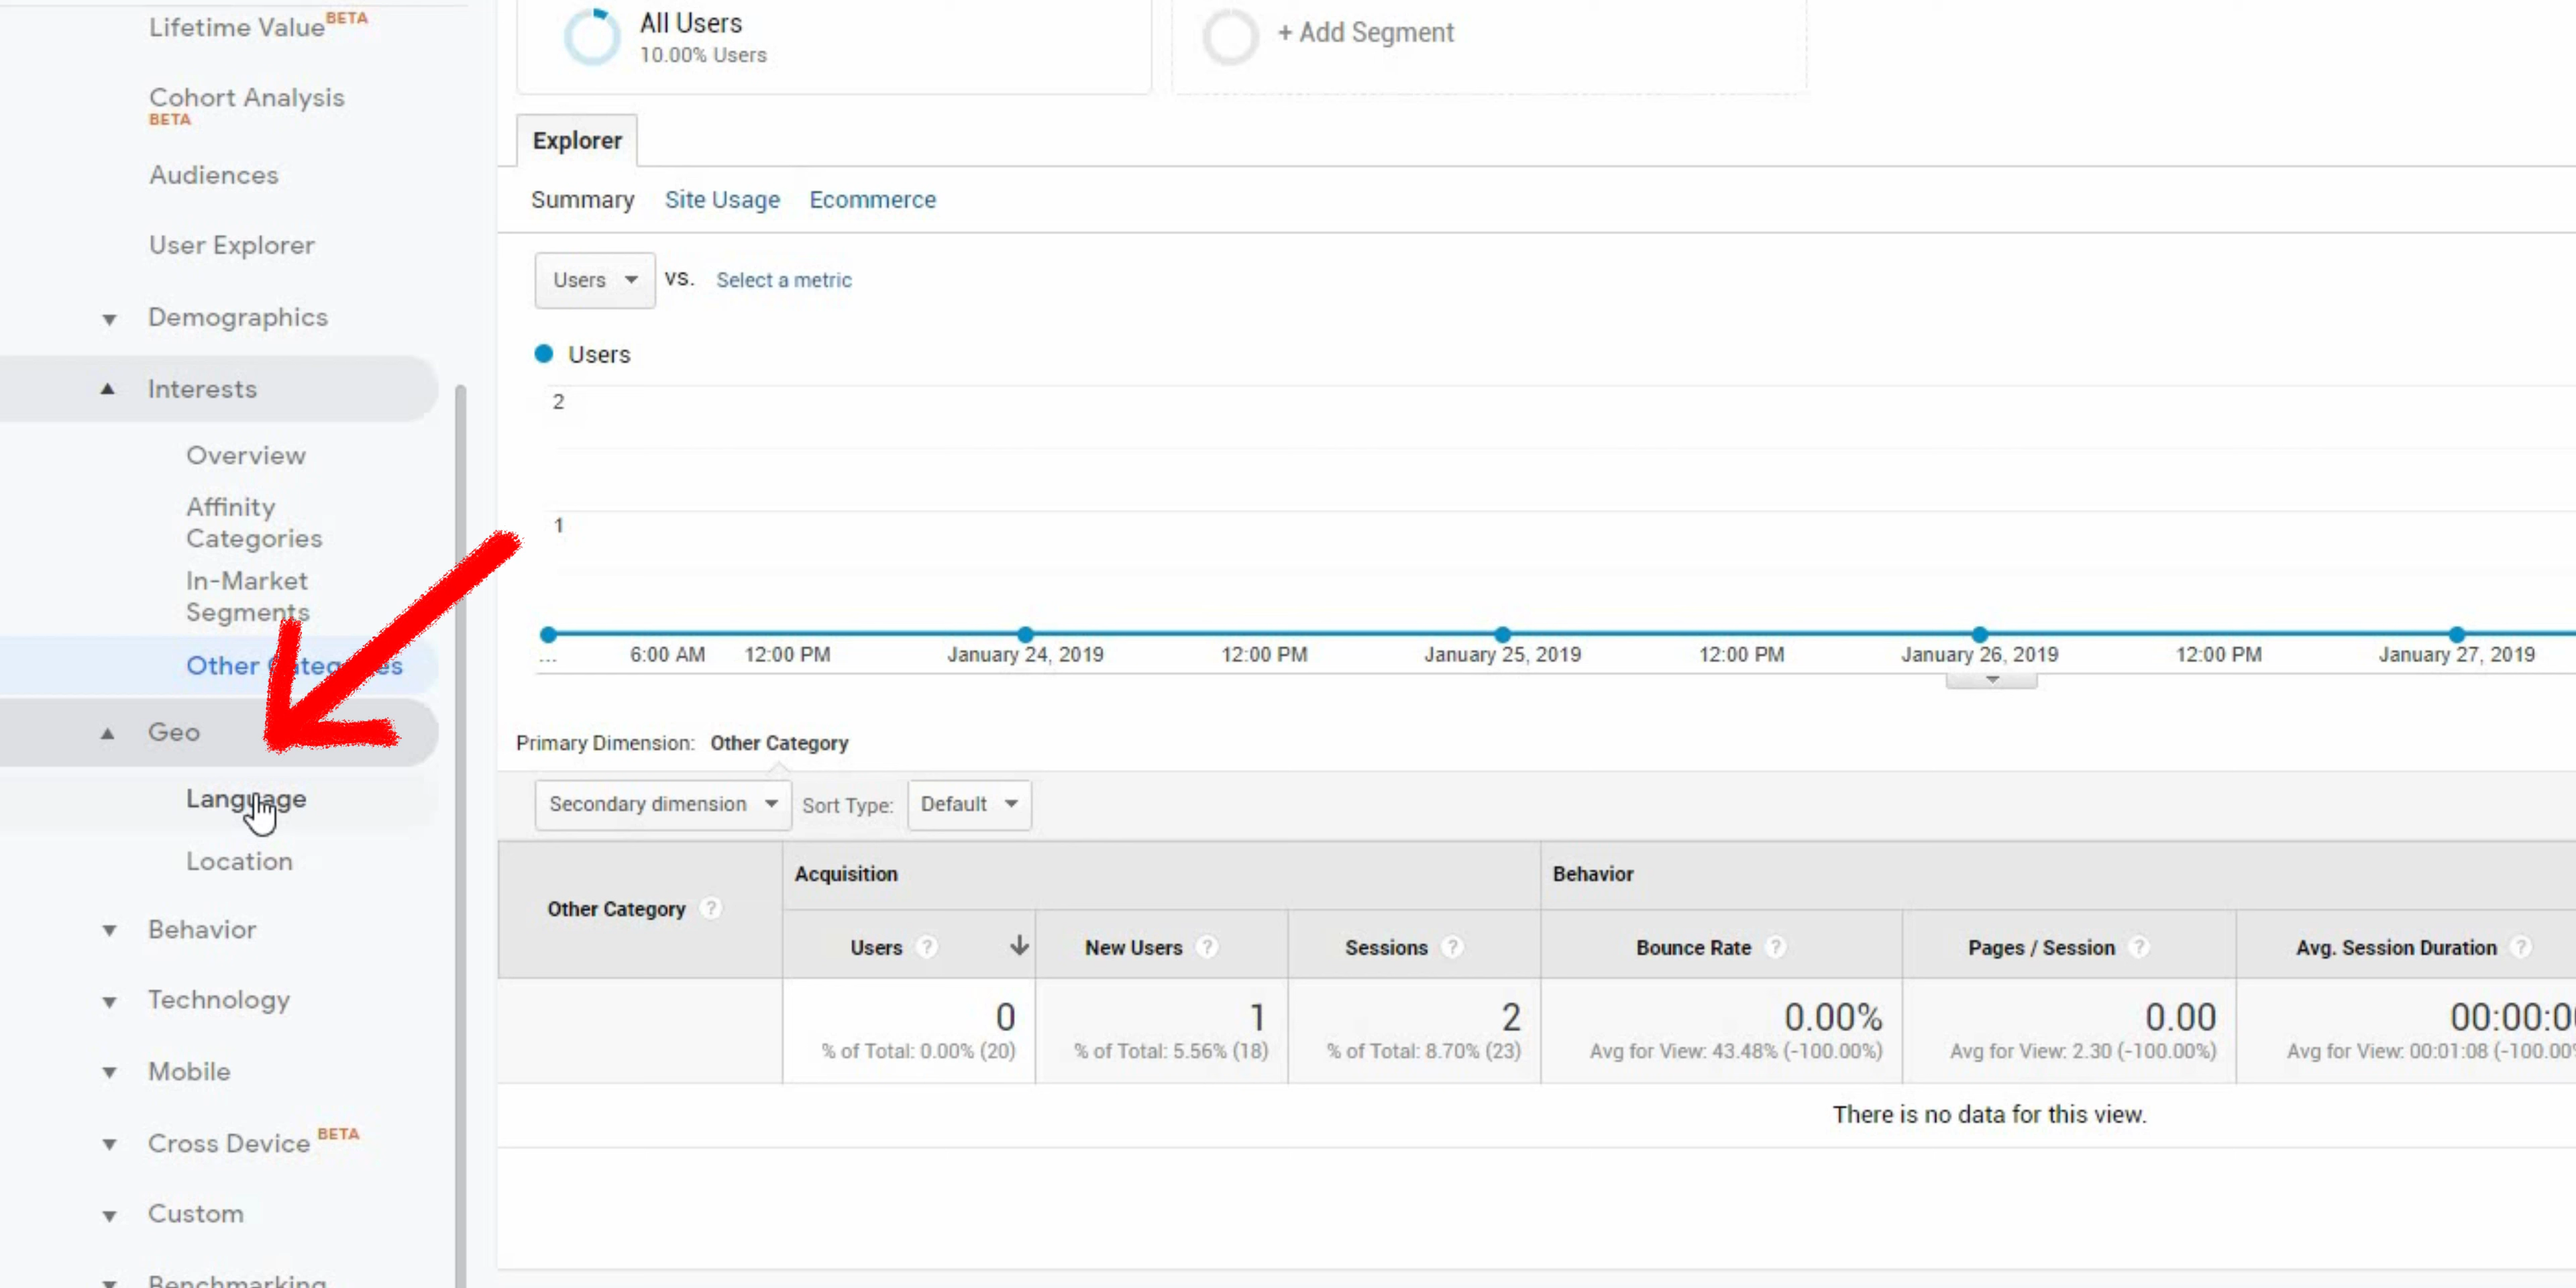 Lifetime Value BETA
Cohort Analysis
BETA
Audiences
User Explorer
Demographics
Interests
Overview
Affinity
Categories
In-Market
Segments
Other Categories
Geo
Language
Location
Behavior
Technology
Mobile
Cross Device BETA
Custom
Benchmarking
All Users
10.00% Users
+ Add Segment
Explorer
Summary Site Usage Ecommerce
Users VS. Select a metric
Users
2
1
... 6:00 AM 12:00 PM January 24, 2019 12:00 PM January 25, 2019 12:00 PM January 26, 2019 12:00 PM January 27, 2019
Primary Dimension: Other Category
Secondary dimension Sort Type: Default
Acquisition Behavior
Other Category ?
Users ? New Users ? Sessions ? Bounce Rate ? Pages / Session ? Avg. Session Duration ?
0 1 2 0.00% 0.00 00:00:0
% of Total: 0.00% (20) % of Total: 5.56% (18) % of Total: 8.70% (23) Avg for View: 43.48% (-100.00%) Avg for View: 2.30 (-100.00%) Avg for View: 00:01:08 (-100.00%
There is no data for this view.